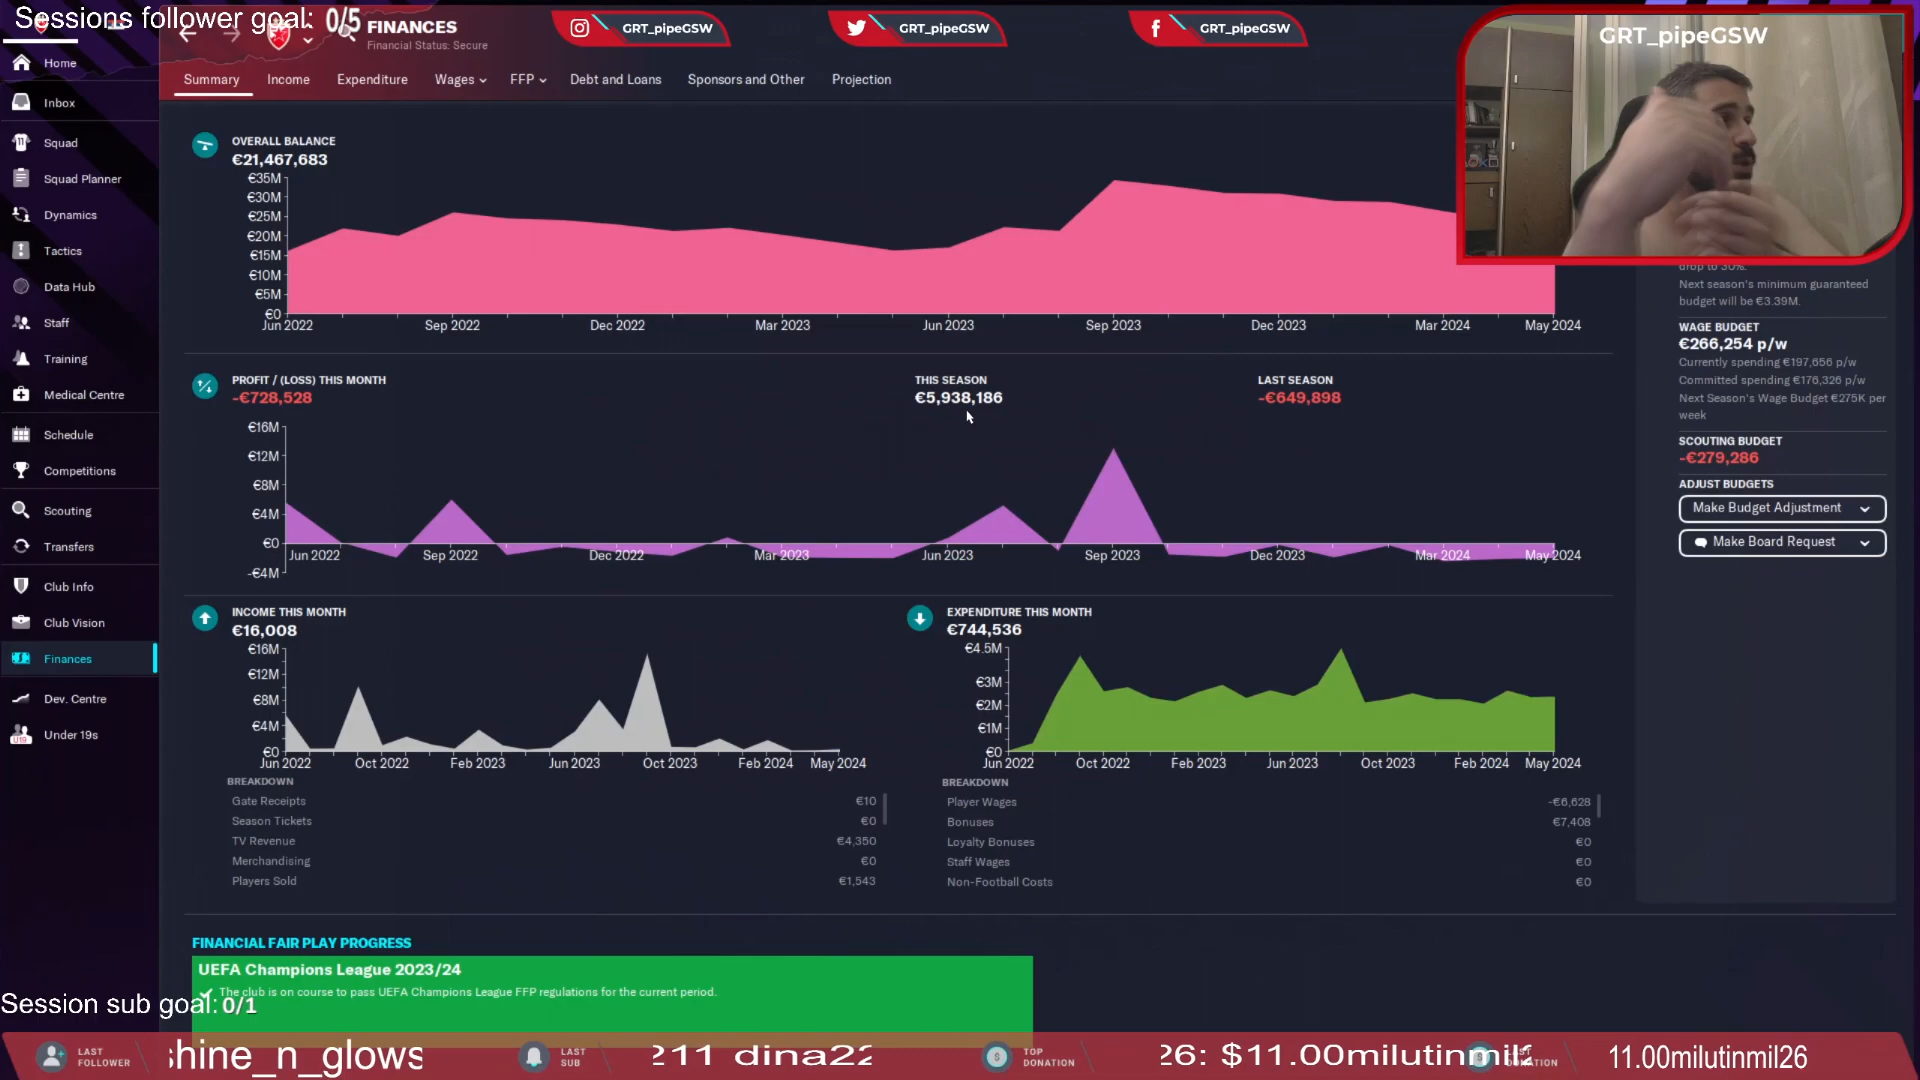 Sessions follower goal: 0/5
FINANCES
Financial Status: Secure
GRT_pipeGSW
GRT_pipeGSW
GRT_pipeGSW
GRT_pipeGSW
Summary
Income
Expenditure
Wages
FFP
Debt and Loans
Sponsors and Other
Projection
Home
Inbox
Squad
Squad Planner
Dynamics
Tactics
Data Hub
Staff
Training
Medical Centre
Schedule
Competitions
Scouting
Transfers
Club Info
Club Vision
Finances
Dev. Centre
Under 19s
OVERALL BALANCE
€21,467,683
€35M
€30M
€25M
€20M
€15M
€10M
€5M
€0
Jun 2022 Sep 2022 Dec 2022 Mar 2023 Jun 2023 Sep 2023 Dec 2023 Mar 2024 May 2024
PROFIT / (LOSS) THIS MONTH
-€728,528
THIS SEASON
€5,938,186
LAST SEASON
-€649,898
€16M
€12M
€8M
€4M
€0
-€4M
Jun 2022 Sep 2022 Dec 2022 Mar 2023 Jun 2023 Sep 2023 Dec 2023 Mar 2024 May 2024
INCOME THIS MONTH
€16,008
€16M
€12M
€8M
€4M
€0
Jun 2022 Oct 2022 Feb 2023 Jun 2023 Oct 2023 Feb 2024 May 2024
BREAKDOWN
Gate Receipts €10
Season Tickets €0
TV Revenue €4,350
Merchandising €0
Players Sold €1,543
EXPENDITURE THIS MONTH
€744,536
€4.5M
€3M
€2M
€1M
€0
Jun 2022 Oct 2022 Feb 2023 Jun 2023 Oct 2023 Feb 2024 May 2024
BREAKDOWN
Player Wages -€6,628
Bonuses €7,408
Loyalty Bonuses €0
Staff Wages €0
Non-Football Costs €0
drop to 30%.
Next season's minimum guaranteed
budget will be €3.39M.
WAGE BUDGET
€266,254 p/w
Currently spending €197,656 p/w
Committed spending €176,326 p/w
Next Season's Wage Budget €275K per
week
SCOUTING BUDGET
-€279,286
ADJUST BUDGETS
Make Budget Adjustment
Make Board Request
FINANCIAL FAIR PLAY PROGRESS
UEFA Champions League 2023/24
The club is on course to pass UEFA Champions League FFP regulations for the current period.
Session sub goal: 0/1
LAST FOLLOWER
shine_n_glows
LAST SUB
211 dina22
TOP DONATION
26: $11.00milutinmil2
DONATION
11.00milutinmil26